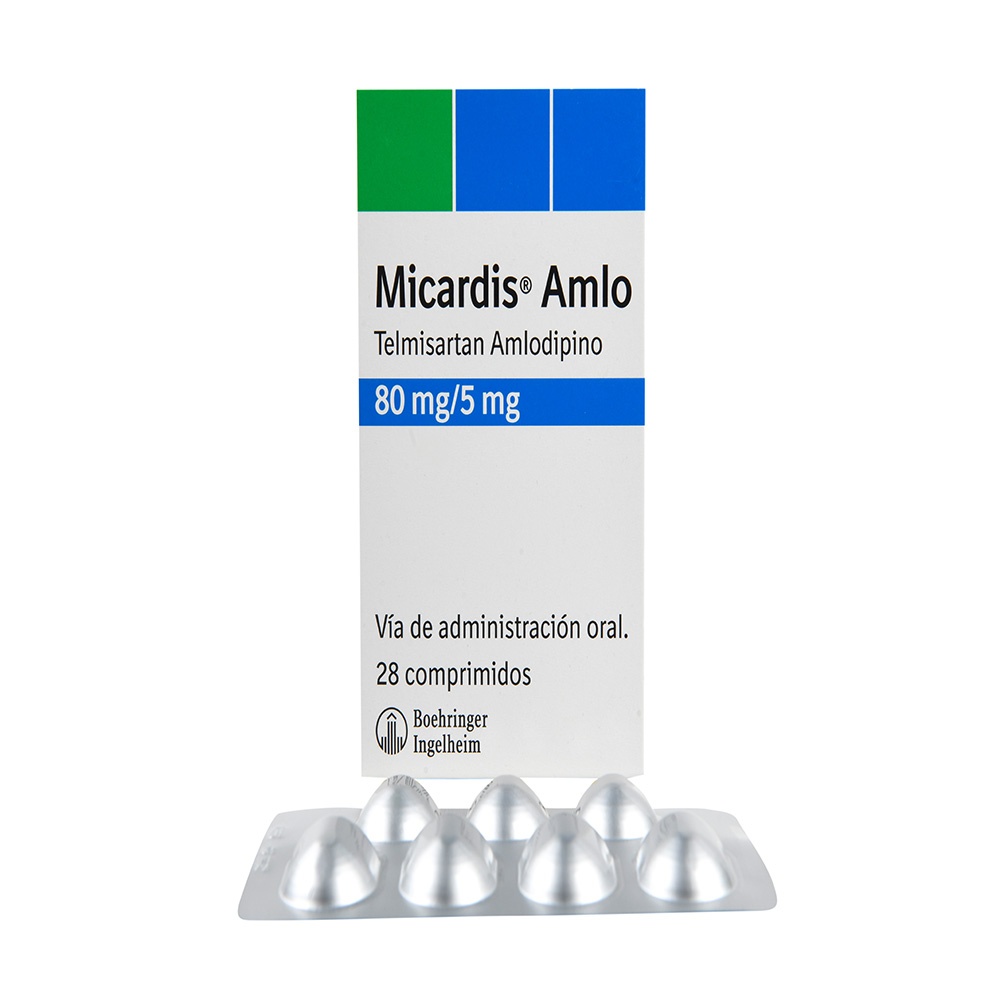 Micardis® Amlo
Telmisartan Amlodipino
80 mg/5 mg
Vía de administración oral.
28 comprimidos
Boehringer
Ingelheim